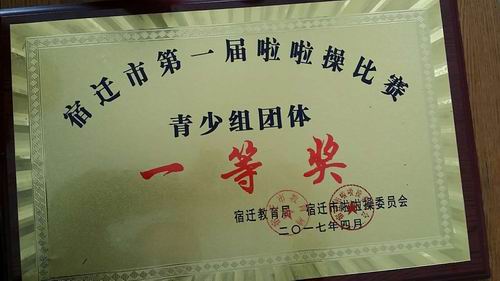 宿迁市第一届啦啦操比赛
青少组团体
一等奖
宿迁教育局 宿迁市啦啦操委员会
二〇一七年四月